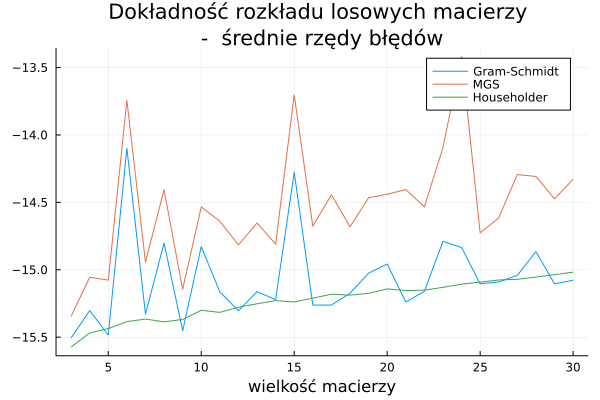 Dokładność rozkładu losowych macierzy
- średnie rzędy błędów
-13.5
-14.0
-14.5
-15.0
-15.5
Gram-Schmidt
MGS
Householder
5
10
15
20
25
30
wielkość macierzy